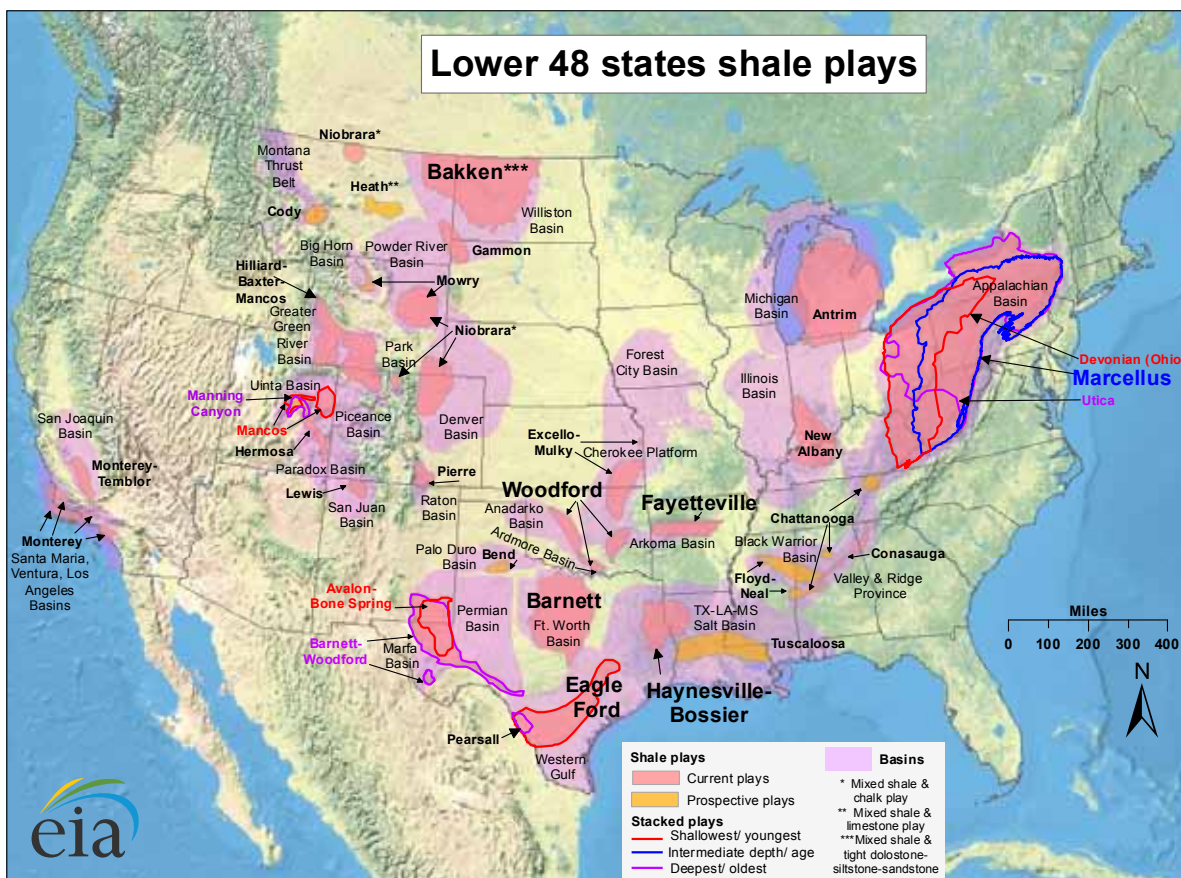 Lower 48 states shale plays
Niobrara*
Montana
Thrust
Belt
Bakken***
Heath**
Cody
Williston
Basin
Big Horn
Basin
Powder River
Basin
Gammon
Hilliard-
Baxter-
Mancos
Mowry
Greater
Green
River
Basin
Niobrara*
Park
Basin
Michigan
Basin
Antrim
Appalachian
Basin
Devonian (Ohio
Marcellus
Utica
Forest
City Basin
Illinois
Basin
Uinta Basin
Manning
Canyon
Mancos
Piceance
Basin
Denver
Basin
Hermosa
Paradox Basin
San Joaquin
Basin
Monterey-
Temblor
Lewis
San Juan
Basin
Pierre
Raton
Basin
Excello-
Mulky
Cherokee Platform
New
Albany
Woodford
Anadarko
Basin
Fayetteville
Arkoma Basin
Ardmore Basin
Chattanooga
Black Warrior
Basin
Conasauga
Floyd-
Neal
Valley & Ridge
Province
Monterey
Santa Maria,
Ventura, Los
Angeles
Basins
Palo Duro
Basin
Bend
Avalon-
Bone Spring
Permian
Basin
Barnett
Ft. Worth
Basin
TX-LA-MS
Salt Basin
Tuscaloosa
Barnett-
Woodford
Marfa
Basin
Eagle
Ford
Haynesville-
Bossier
Pearsall
Western
Gulf
Miles
0 100 200 300 400
N
Shale plays
Current plays
Prospective plays
Stacked plays
Shallowest/ youngest
Intermediate depth/ age
Deepest/ oldest
Basins
* Mixed shale &
chalk play
** Mixed shale &
limestone play
***Mixed shale &
tight dolostone-
siltstone-sandstone
eia